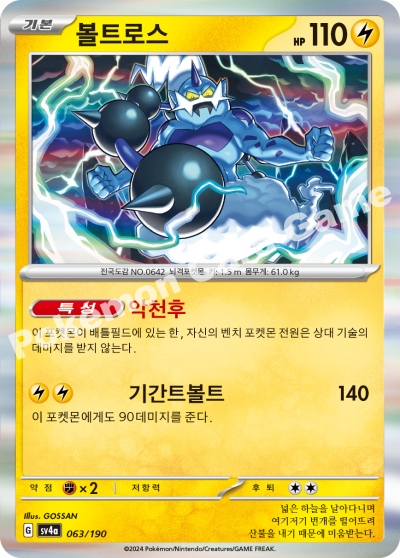 기본 볼트로스 HP 110
전국도감 NO.0642 뇌격포켓몬 키: 1.5 m 몸무게: 61.0 kg
특성 악천후
이 포켓몬이 배틀필드에 있는 한, 자신의 벤치 포켓몬 전원은 상대 기술의
데미지를 받지 않는다.
기간트볼트 140
이 포켓몬에게도 90데미지를 준다.
약점 ×2 저항력 후퇴
Illus. GOSSAN
G sv4a 063/190
넓은 하늘을 날아다니며
여기저기 번개를 떨어뜨려
산불을 내기 때문에 미움받는다.
©2024 Pokémon/Nintendo/Creatures/GAME FREAK.
Pokémon Card Game